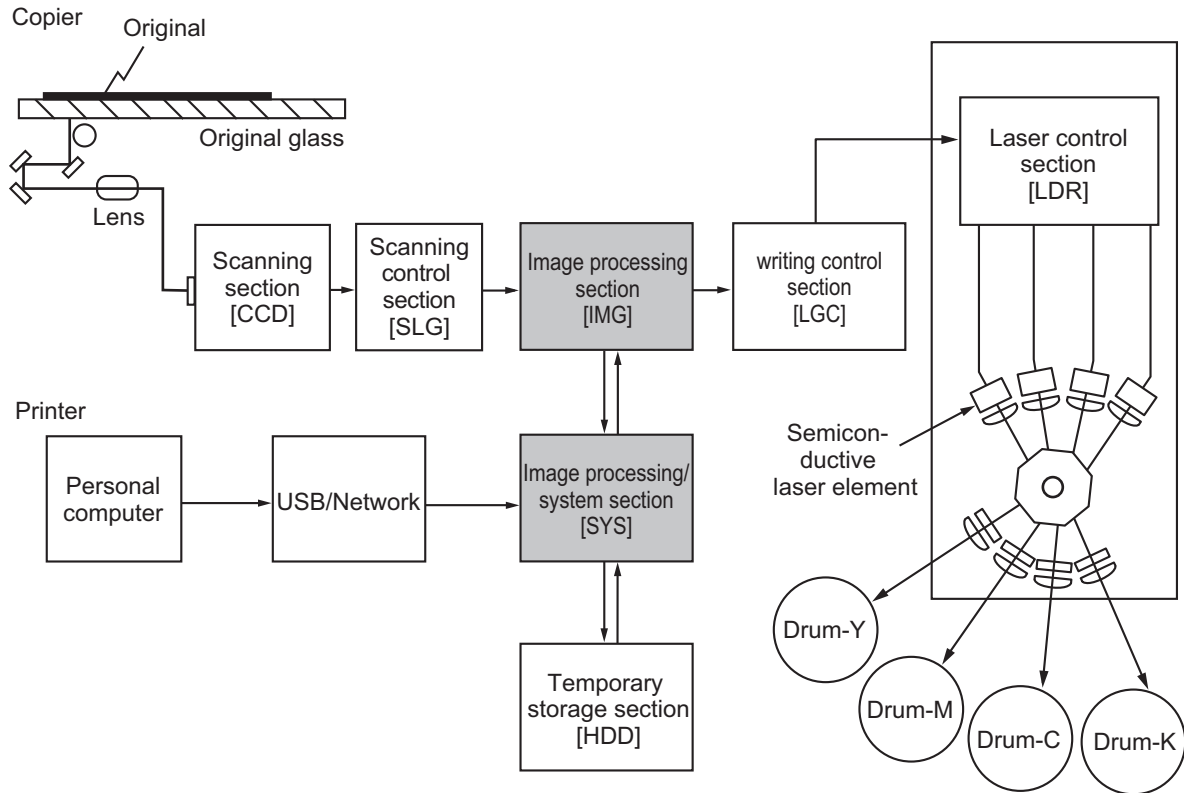 Copier
Original
Original glass
Lens
Scanning
section
[CCD]
Scanning
control
section
[SLG]
Image processing
section
[IMG]
writing control
section
[LGC]
Laser control
section
[LDR]
Semicon-
ductive
laser element
Printer
Personal
computer
USB/Network
Image processing/
system section
[SYS]
Temporary
storage section
[HDD]
Drum-Y
Drum-M
Drum-C
Drum-K